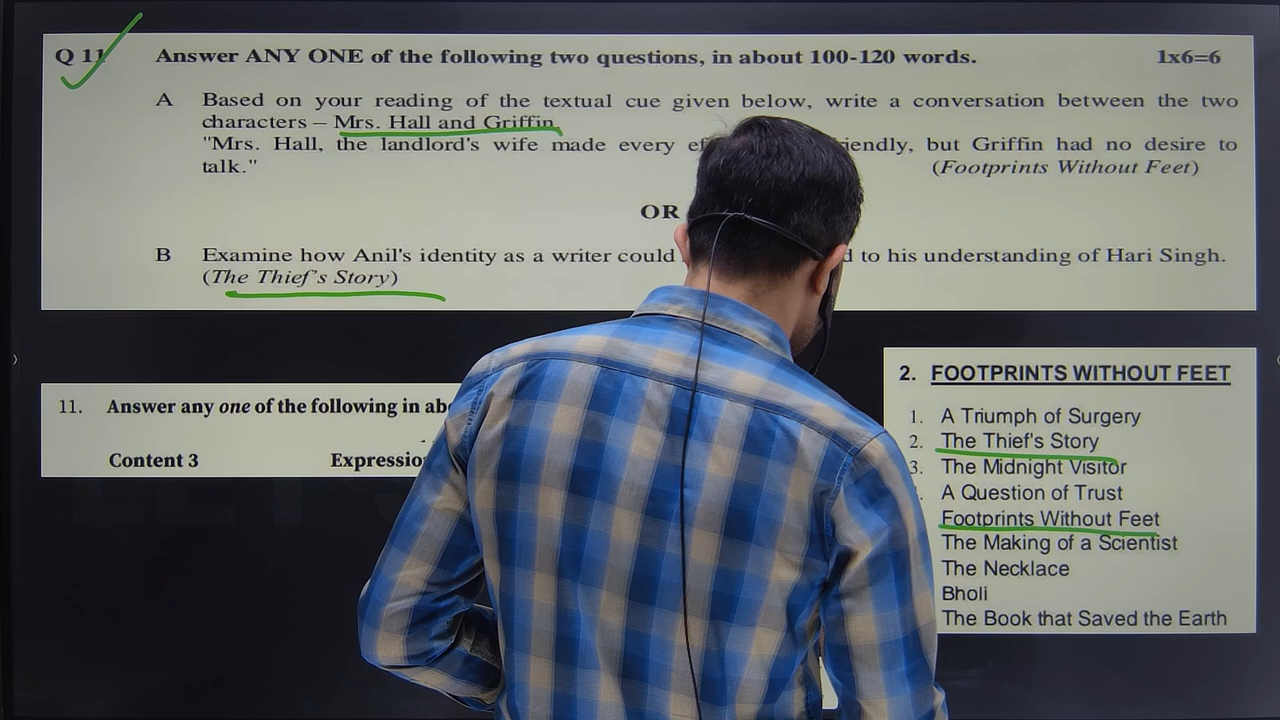 Q 11 Answer ANY ONE of the following two questions, in about 100-120 words. 1x6=6
A Based on your reading of the textual cue given below, write a conversation between the two
characters – Mrs. Hall and Griffin.
"Mrs. Hall, the landlord's wife made every but Griffin had no desire to
talk." (Footprints Without Feet)
OR
B Examine how Anil's identity as a writer could to his understanding of Hari Singh.
(The Thief's Story)
11. Answer any one of the following in
Content 3
2. FOOTPRINTS WITHOUT FEET
1. A Triumph of Surgery
2. The Thief's Story
3. The Midnight Visitor
A Question of Trust
Footprints Without Feet
The Making of a Scientist
The Necklace
Bholi
The Book that Saved the Earth